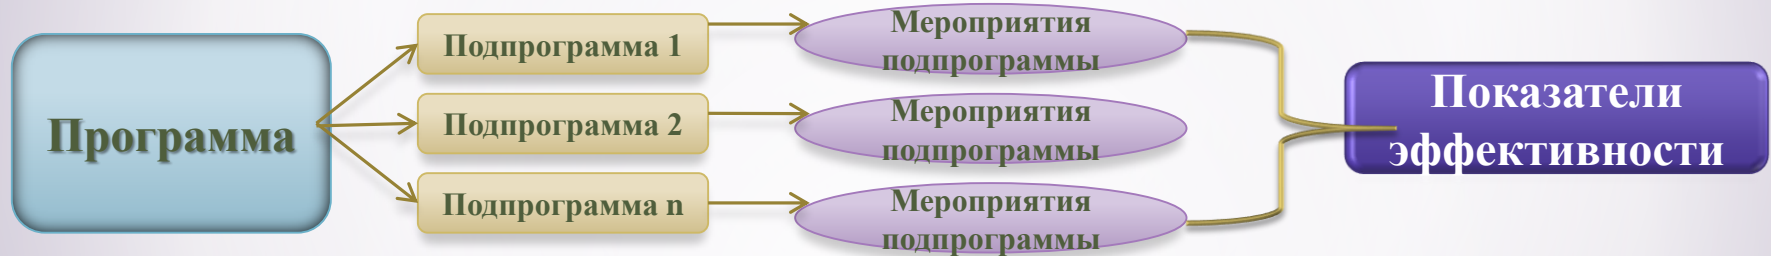 Программа
Подпрограмма 1
Мероприятия
подпрограммы
Подпрограмма 2
Мероприятия
подпрограммы
Подпрограмма n
Мероприятия
подпрограммы
Показатели
эффективности